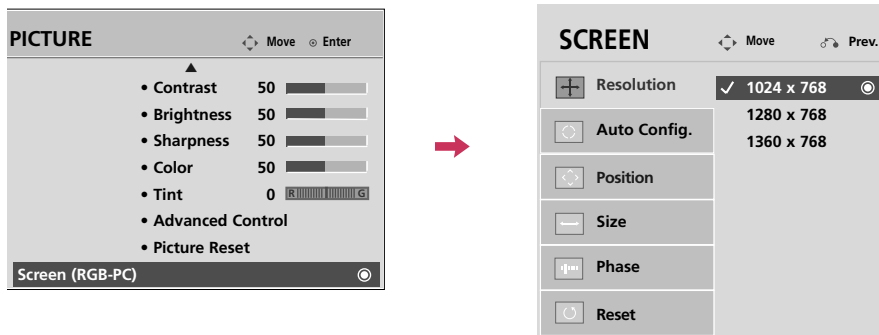 PICTURE
Move Enter
• Contrast 50
• Brightness 50
• Sharpness 50
• Color 50
• Tint 0 R G
• Advanced Control
• Picture Reset
Screen (RGB-PC)
SCREEN
Move Prev.
Resolution
Auto Config.
Position
Size
Phase
Reset
1024 x 768
1280 x 768
1360 x 768